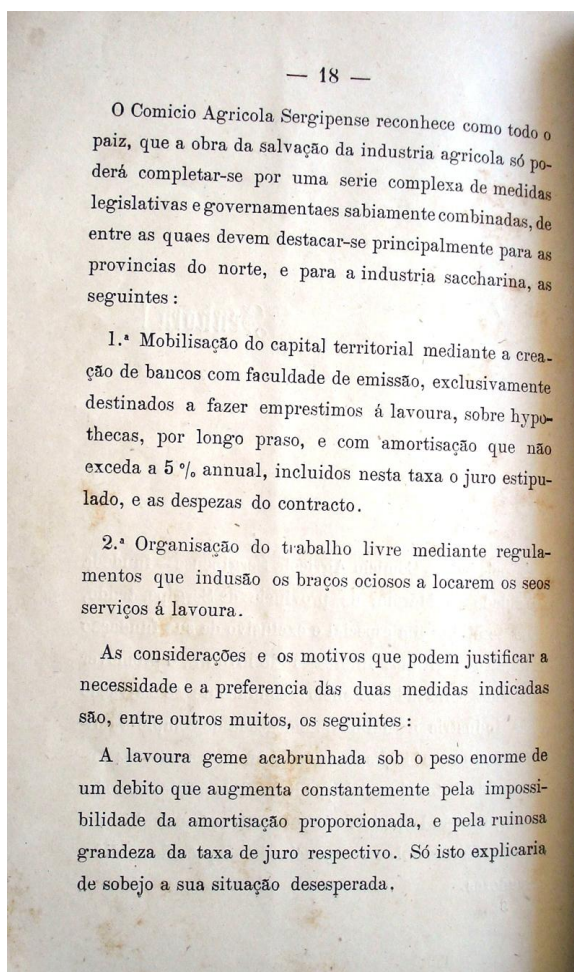 — 18 —
O Comicio Agricola Sergipense reconhece como todo o
paiz, que a obra da salvação da industria agricola só po-
derá completar-se por uma serie complexa de medidas
legislativas e governamentaes sabiamente combinadas, de
entre as quaes devem destacar-se principalmente para as
provincias do norte, e para a industria saccharina, as
seguintes :
1.ª Mobilisação do capital territorial mediante a crea-
ção de bancos com faculdade de emissão, exclusivamente
destinados a fazer emprestimos á lavoura, sobre hypo-
thecas, por longo praso, e com amortisação que não
exceda a 5 % annual, incluidos nesta taxa o juro estipu-
lado, e as despezas do contracto.
2.ª Organisação do trabalho livre mediante regula-
mentos que indusão os braços ociosos a locarem os seos
serviços á lavoura.
As considerações e os motivos que podem justificar a
necessidade e a preferencia das duas medidas indicadas
são, entre outros muitos, os seguintes :
A lavoura geme acabrunhada sob o peso enorme de
um debito que augmenta constantemente pela impossi-
bilidade da amortisação proporcionada, e pela ruinosa
grandeza da taxa de juro respectivo. Só isto explicaria
de sobejo a sua situação desesperada.